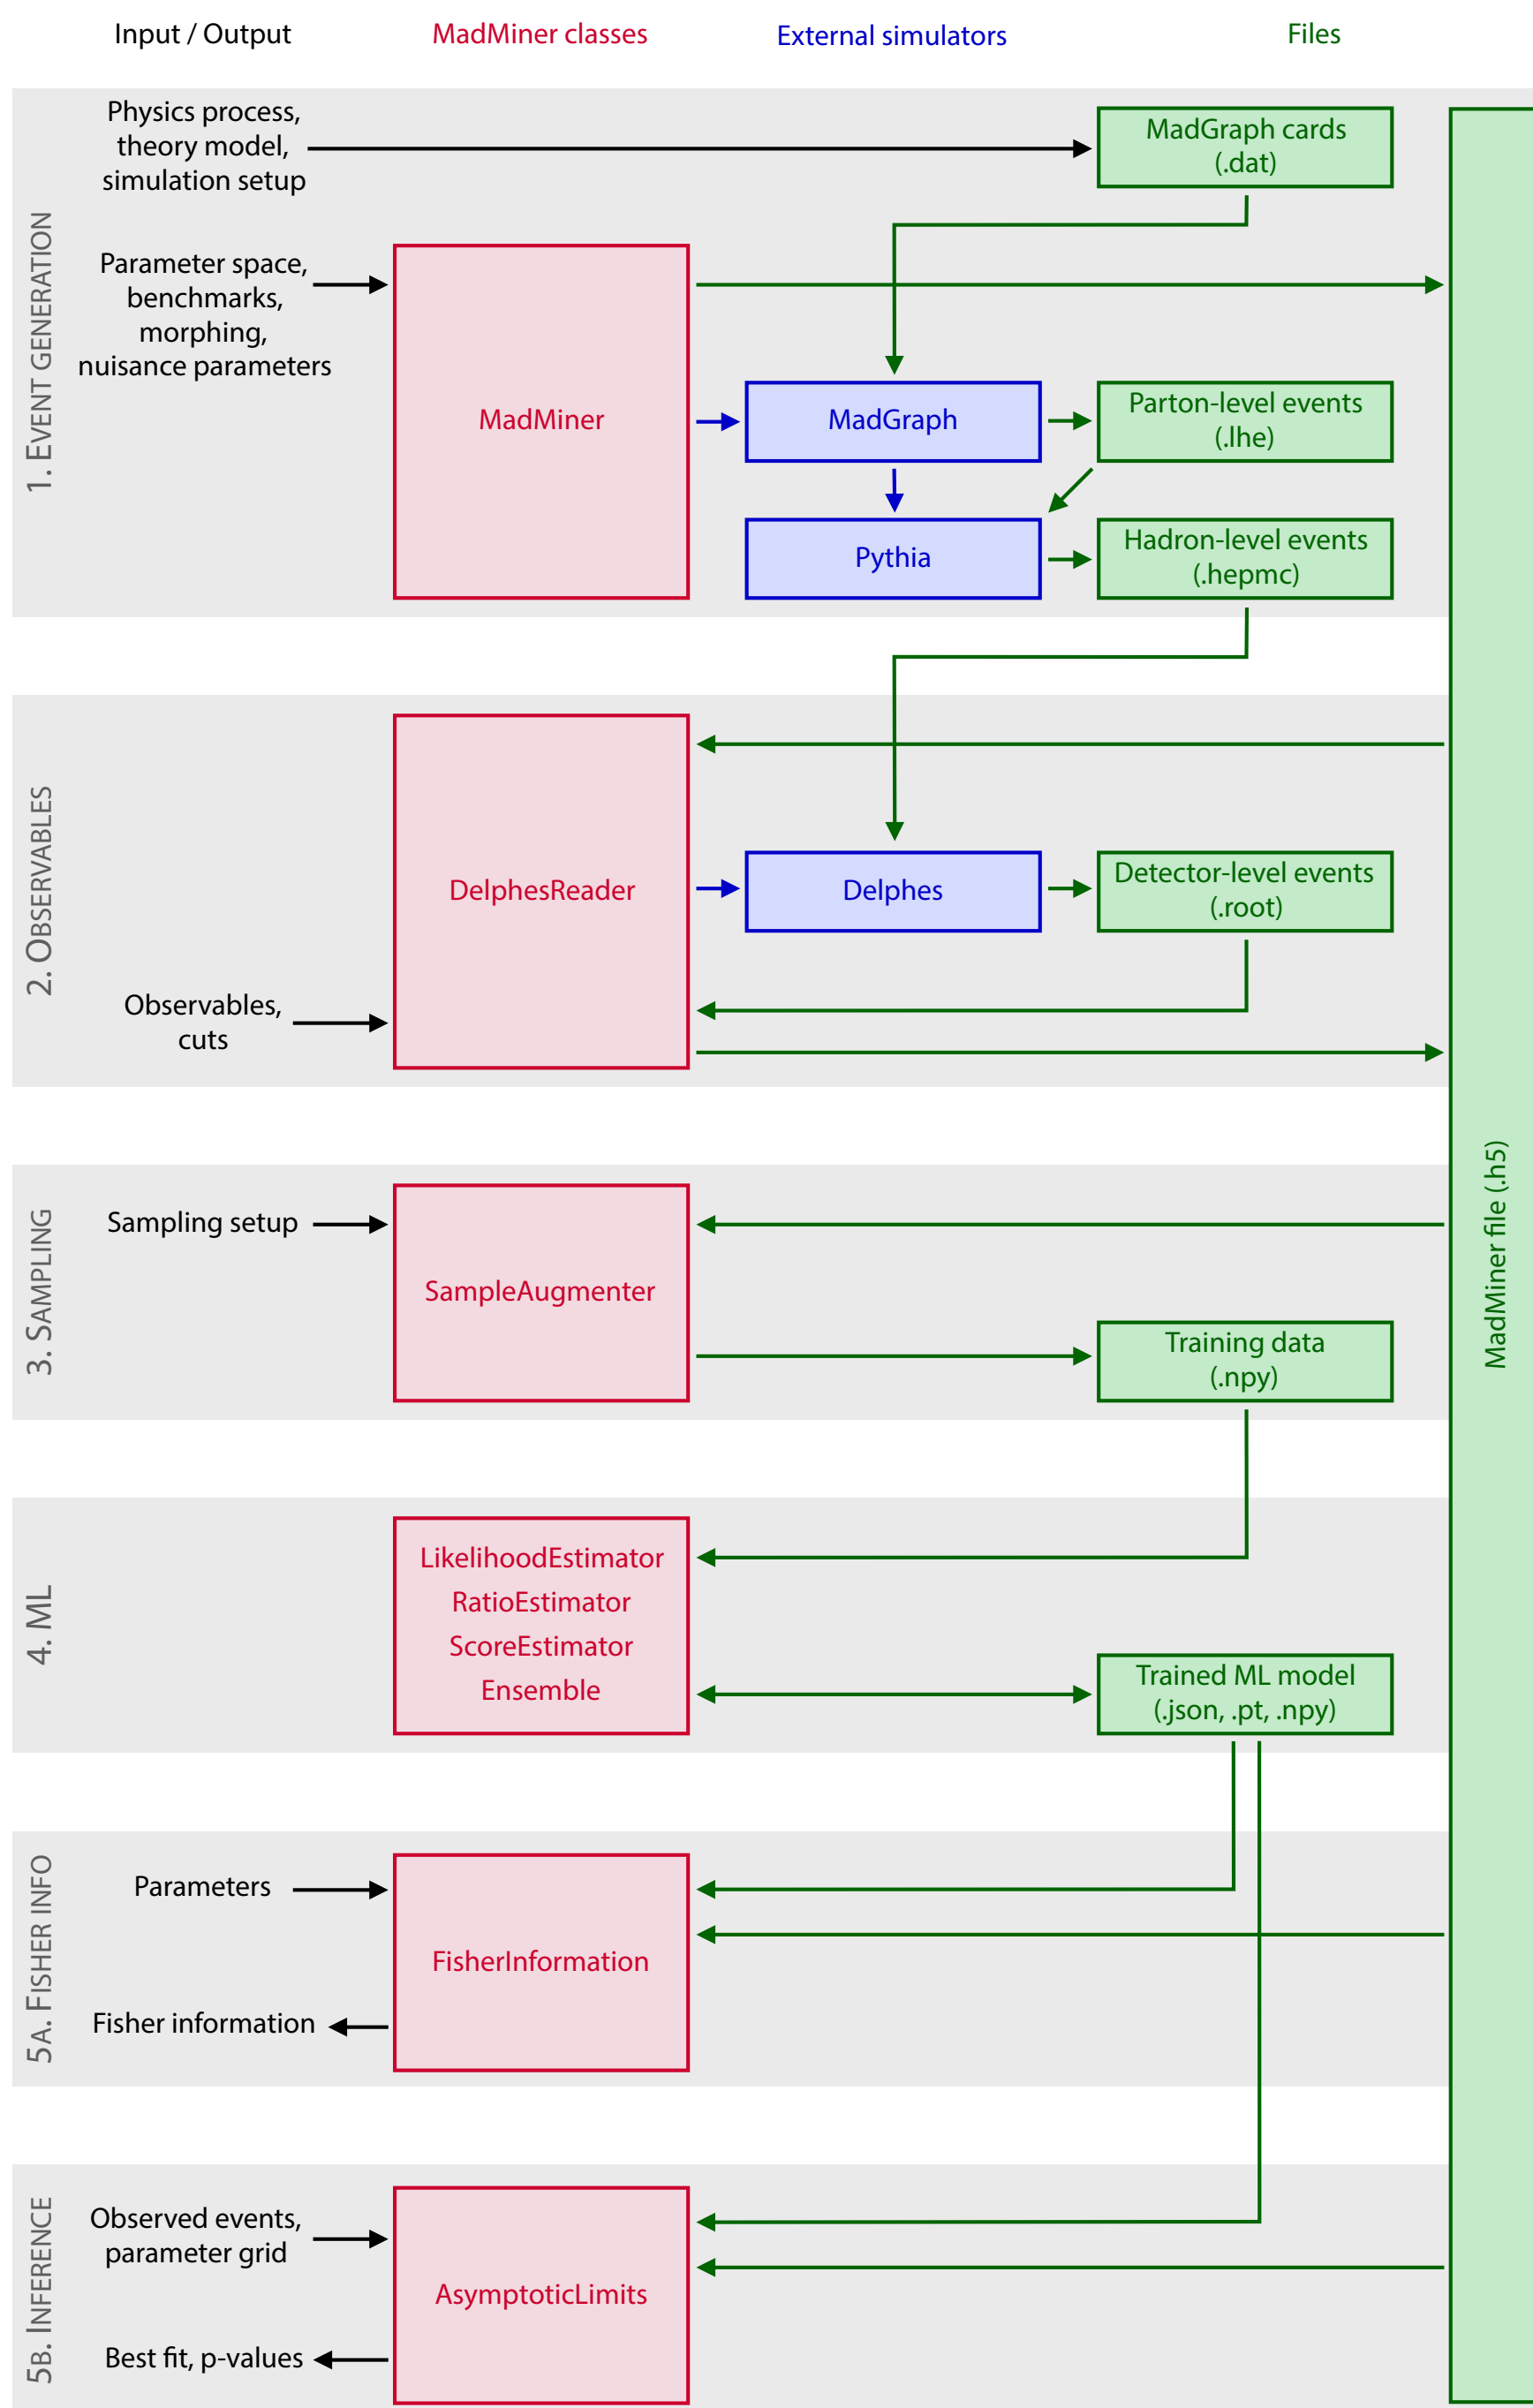 Input / Output
MadMiner classes
External simulators
Files
1. EVENT GENERATION
Physics process,
theory model,
simulation setup
MadGraph cards
(.dat)
Parameter space,
benchmarks,
morphing,
nuisance parameters
MadMiner
MadGraph
Parton-level events
(.lhe)
Pythia
Hadron-level events
(.hepmc)
2. OBSERVABLES
DelphesReader
Delphes
Detector-level events
(.root)
Observables,
cuts
MadMiner file (.h5)
3. SAMPLING
Sampling setup
SampleAugmenter
Training data
(.npy)
4. ML
LikelihoodEstimator
RatioEstimator
ScoreEstimator
Ensemble
Trained ML model
(.json, .pt, .npy)
5A. FISHER INFO
Parameters
FisherInformation
Fisher information
5B. INFERENCE
Observed events,
parameter grid
AsymptoticLimits
Best fit, p-values